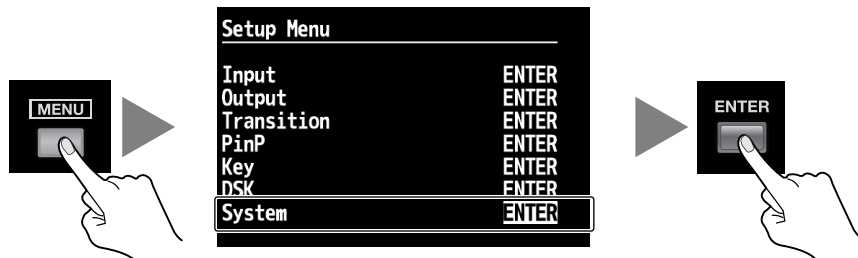 MENU
Setup Menu
Input ENTER
Output ENTER
Transition ENTER
PinP ENTER
Key ENTER
DSK ENTER
System ENTER
ENTER